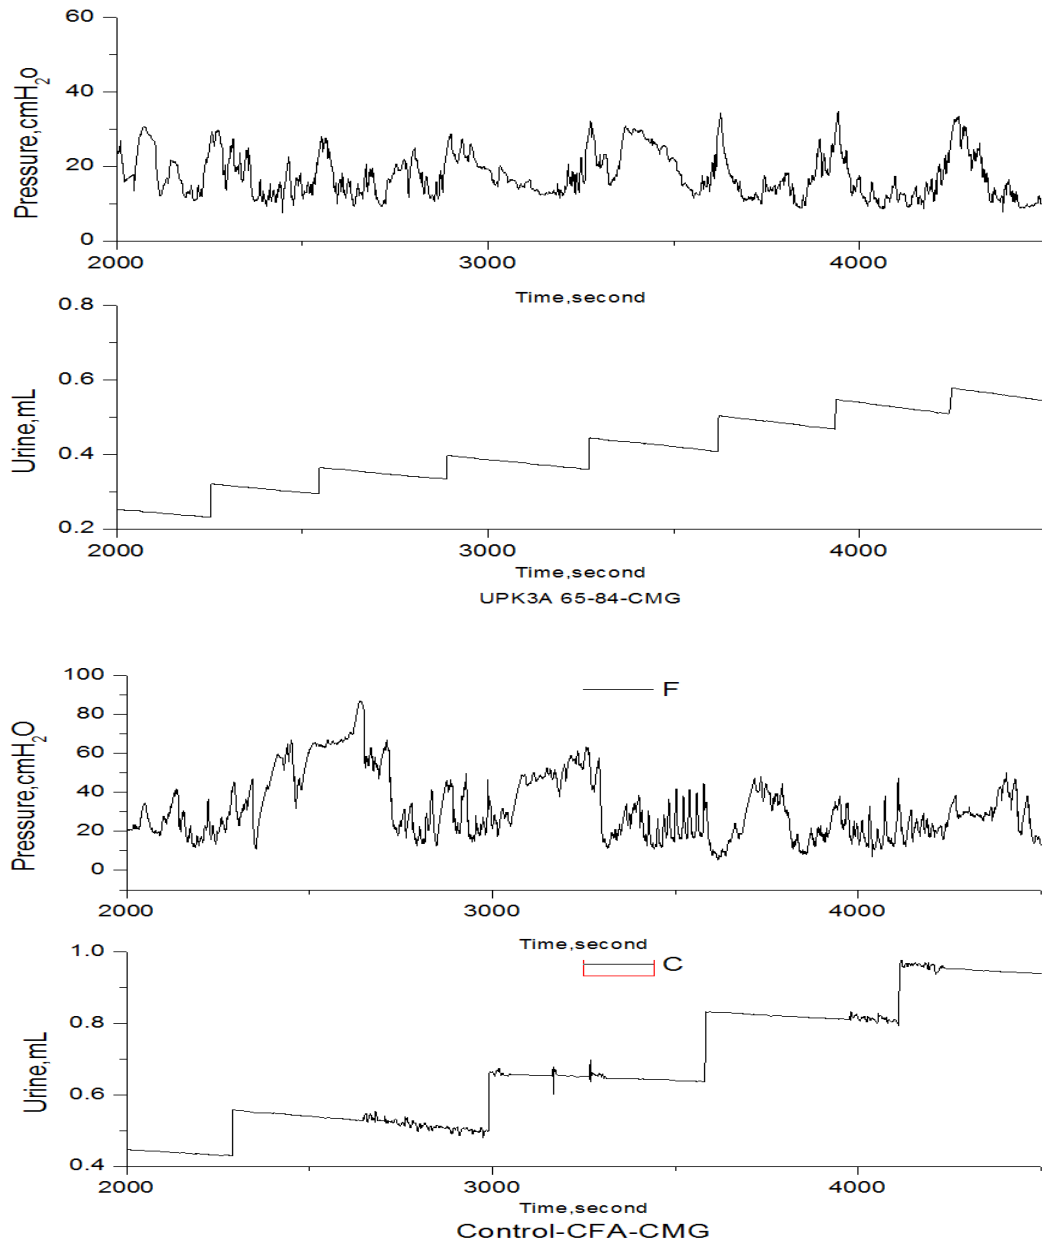 60
40
20
0
Pressure,cmH2o
2000 3000 4000
Time,second
0.8
0.6
0.4
0.2
Urine,mL
2000 3000 4000
Time,second
UPK3A 65-84-CMG
100
80
60
40
20
0
Pressure,cmH2O
F
2000 3000 4000
Time,second
1.0
0.8
0.6
0.4
Urine,mL
C
2000 3000 4000
Time,second
Control-CFA-CMG